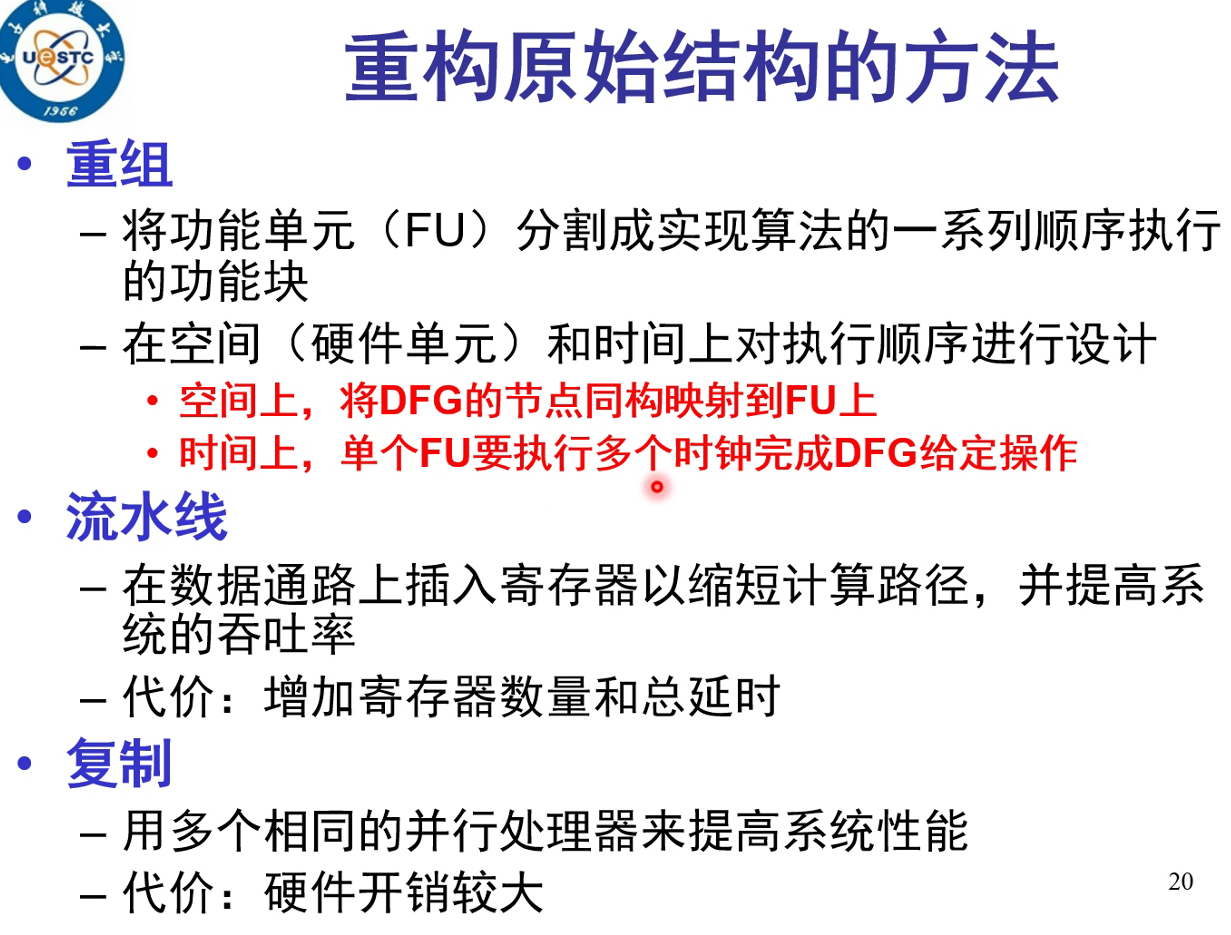 电子科技大学
UESTC
1956
重构原始结构的方法
• 重组
– 将功能单元（FU）分割成实现算法的一系列顺序执行
的功能块
– 在空间（硬件单元）和时间上对执行顺序进行设计
• 空间上，将DFG的节点同构映射到FU上
• 时间上，单个FU要执行多个时钟完成DFG给定操作
• 流水线
– 在数据通路上插入寄存器以缩短计算路径，并提高系
统的吞吐率
– 代价：增加寄存器数量和总延时
• 复制
– 用多个相同的并行处理器来提高系统性能
– 代价：硬件开销较大
20